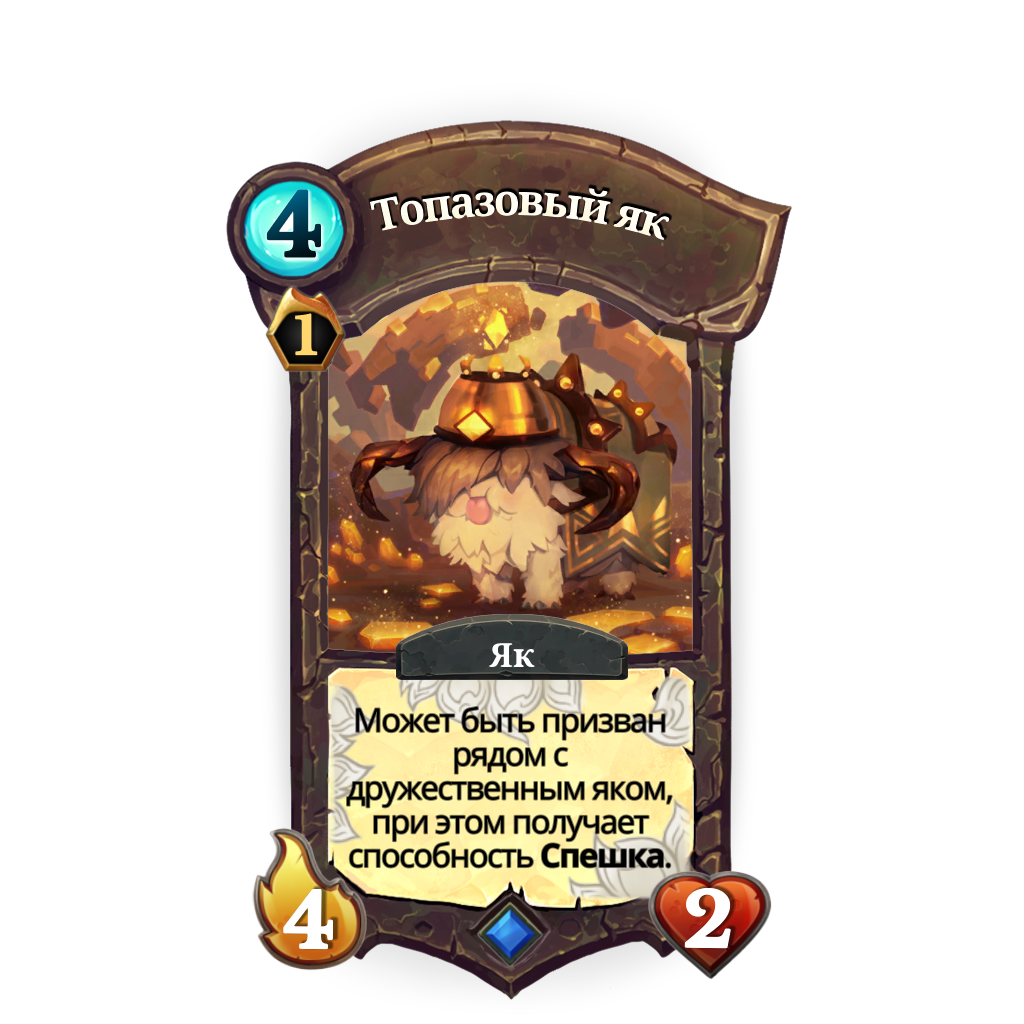 4
Топазовый як
1
Як
Может быть призван
рядом с
дружественным яком,
при этом получает
способность Спешка.
4
2